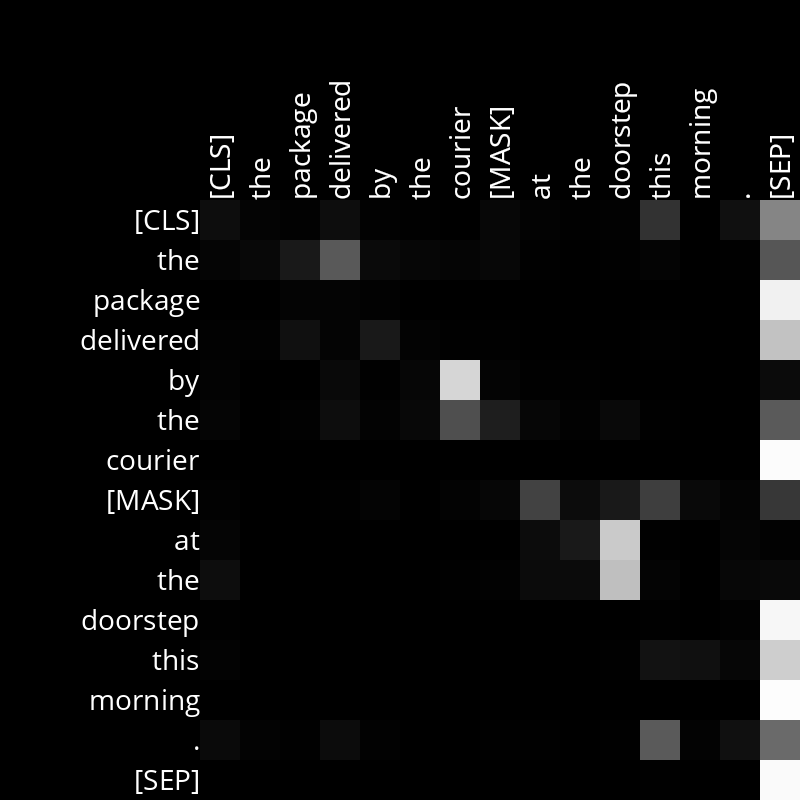 [CLS] the package delivered by the courier [MASK] at the doorstep this morning . [SEP]
[CLS]
the
package
delivered
by
the
courier
[MASK]
at
the
doorstep
this
morning
.
[SEP]